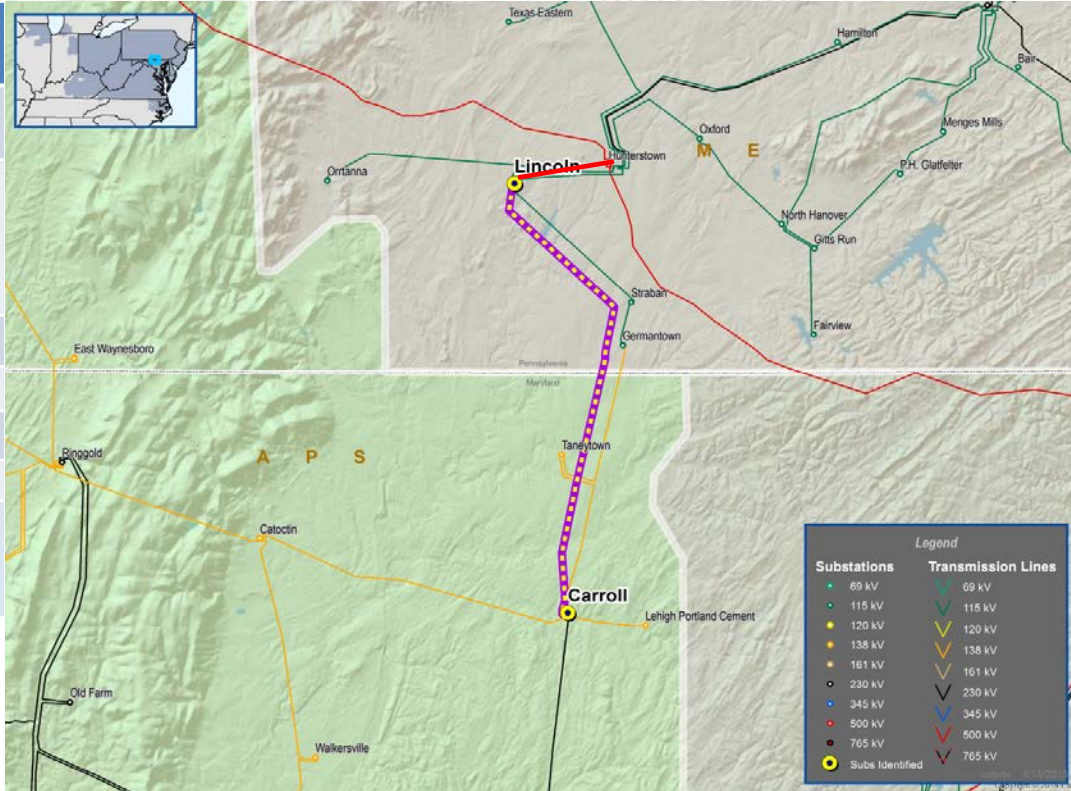 Texas Eastern
Hamilton
Bair
Menges Mills
Oxford
M E
Hunterstown
Lincoln
P.H. Glatfelter
Orrtanna
North Hanover
Gitts Run
Straban
Fairview
Germantown
East Waynesboro
Pennsylvania
Maryland
Taneytown
Ringgold
A P S
Catoctin
Carroll
Lehigh Portland Cement
Old Farm
Walkersville
Legend
Substations Transmission Lines
69 kV 69 kV
115 kV 115 kV
120 kV 120 kV
138 kV 138 kV
161 kV 161 kV
230 kV 230 kV
345 kV 345 kV
500 kV 500 kV
765 kV 765 kV
Subs Identified